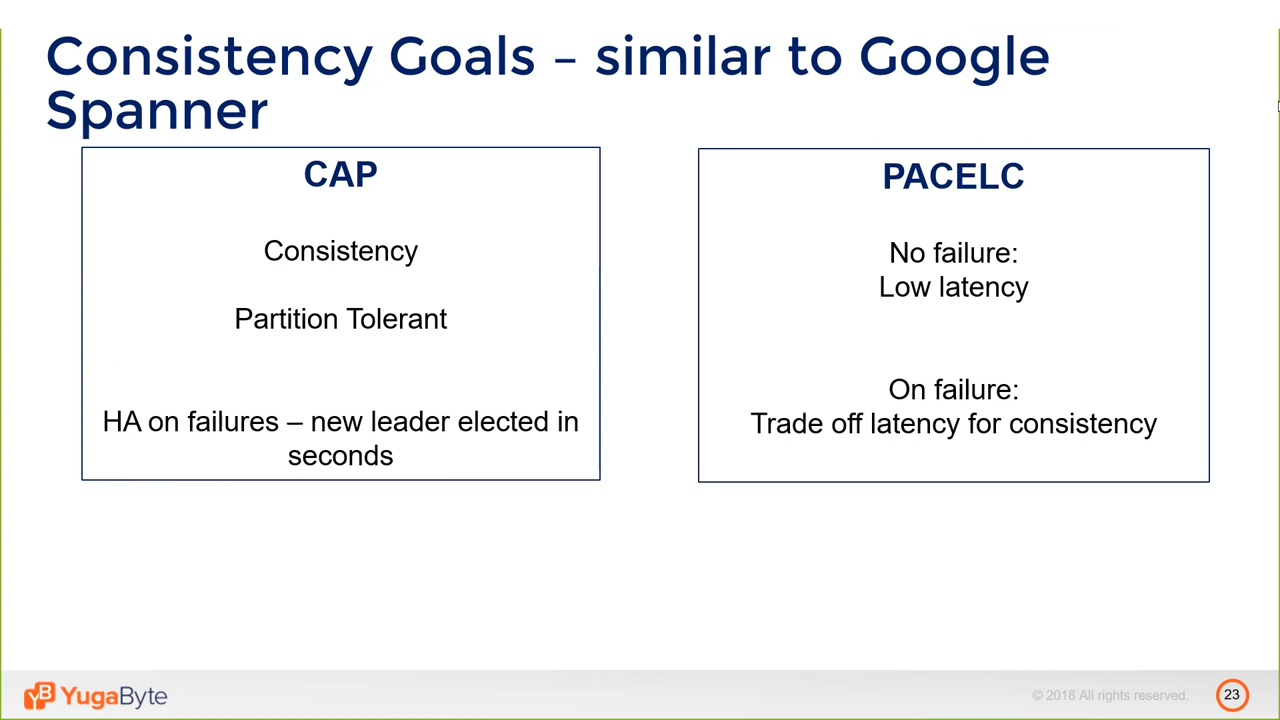 Consistency Goals – similar to Google
Spanner
CAP
Consistency
Partition Tolerant
HA on failures – new leader elected in
seconds
PACELC
No failure:
Low latency
On failure:
Trade off latency for consistency
YB YugaByte
© 2018 All rights reserved.
23